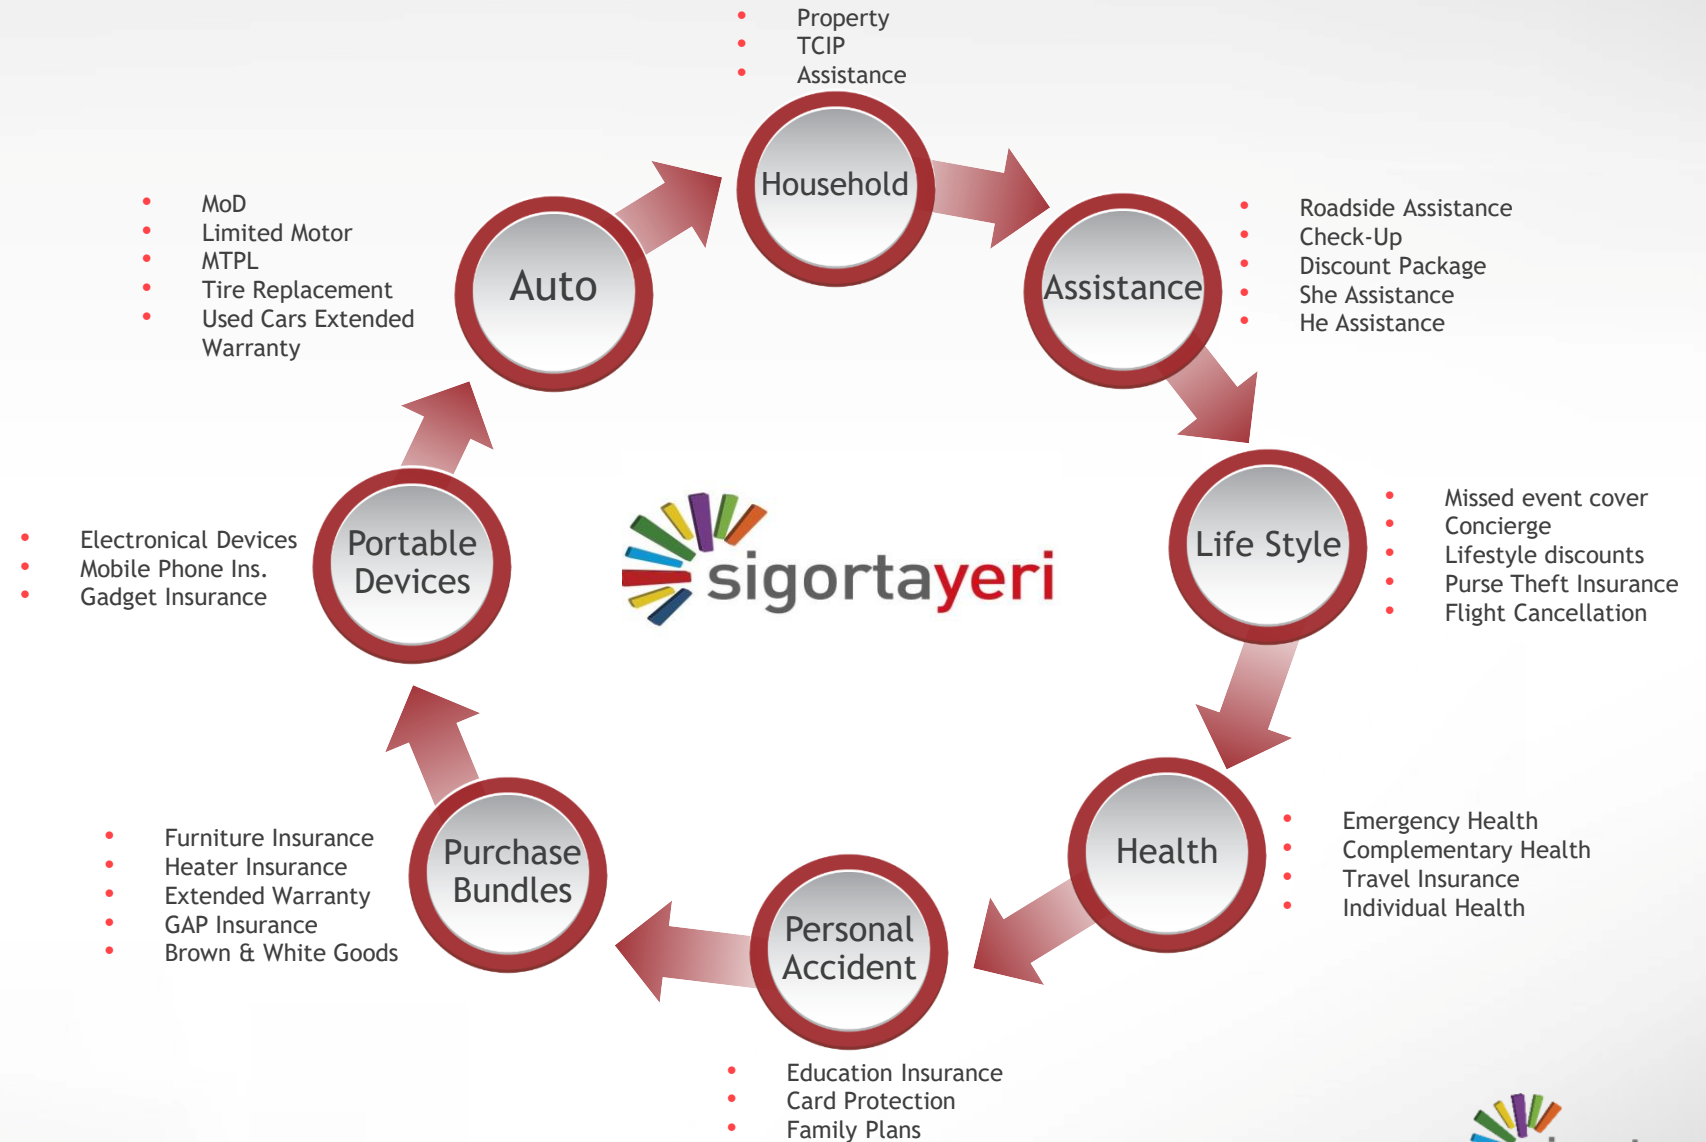 Property
TCIP
Assistance
Household
MoD
Limited Motor
MTPL
Tire Replacement
Used Cars Extended
Warranty
Auto
Assistance
Roadside Assistance
Check-Up
Discount Package
She Assistance
He Assistance
Electronical Devices
Mobile Phone Ins.
Gadget Insurance
Portable
Devices
sigortayeri
Life Style
Missed event cover
Concierge
Lifestyle discounts
Purse Theft Insurance
Flight Cancellation
Furniture Insurance
Heater Insurance
Extended Warranty
GAP Insurance
Brown & White Goods
Purchase
Bundles
Personal
Accident
Health
Emergency Health
Complementary Health
Travel Insurance
Individual Health
Education Insurance
Card Protection
Family Plans